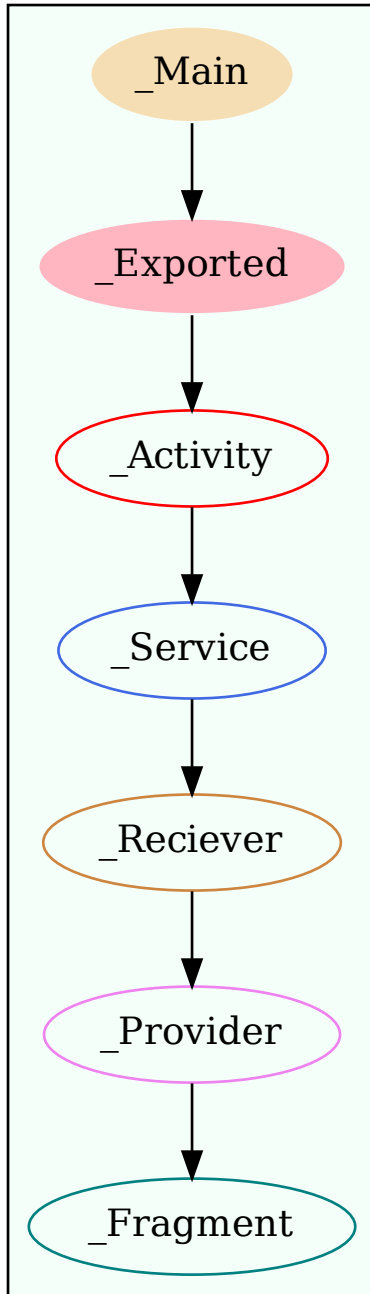 _Main
_Exported
_Activity
_Service
_Reciever
_Provider
_Fragment